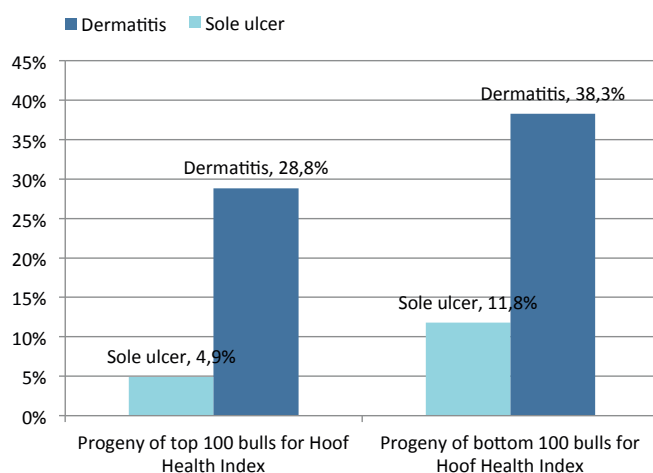 Dermatitis Sole ulcer
45%
40%
35%
30%
25%
20%
15%
10%
5%
0%
Dermatitis, 38,3%
Dermatitis, 28,8%
Sole ulcer, 11,8%
Sole ulcer, 4,9%
Progeny of top 100 bulls for Hoof
Health Index
Progeny of bottom 100 bulls for
Hoof Health Index